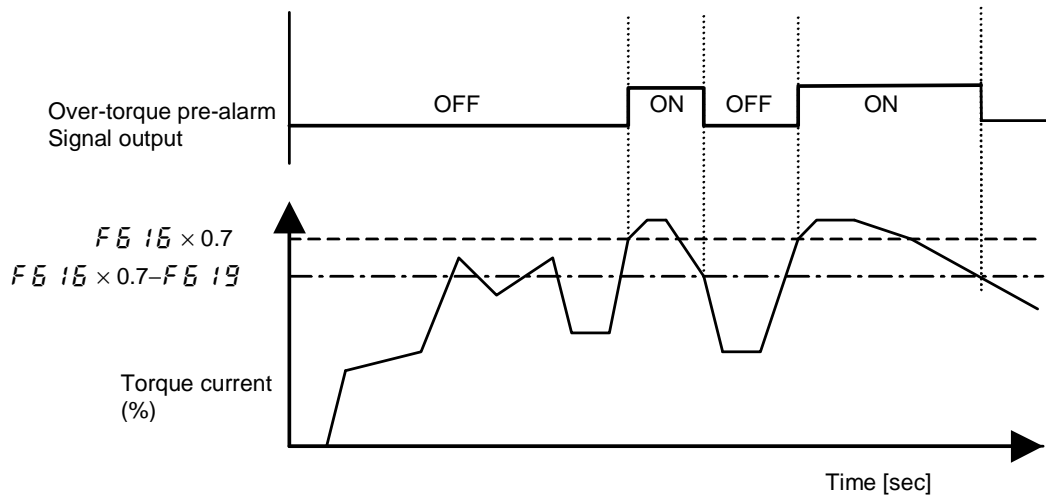 OFF
ON
OFF
ON
Over-torque pre-alarm
Signal output
F616 × 0.7
F616 × 0.7–F619
Torque current
(%)
Time [sec]